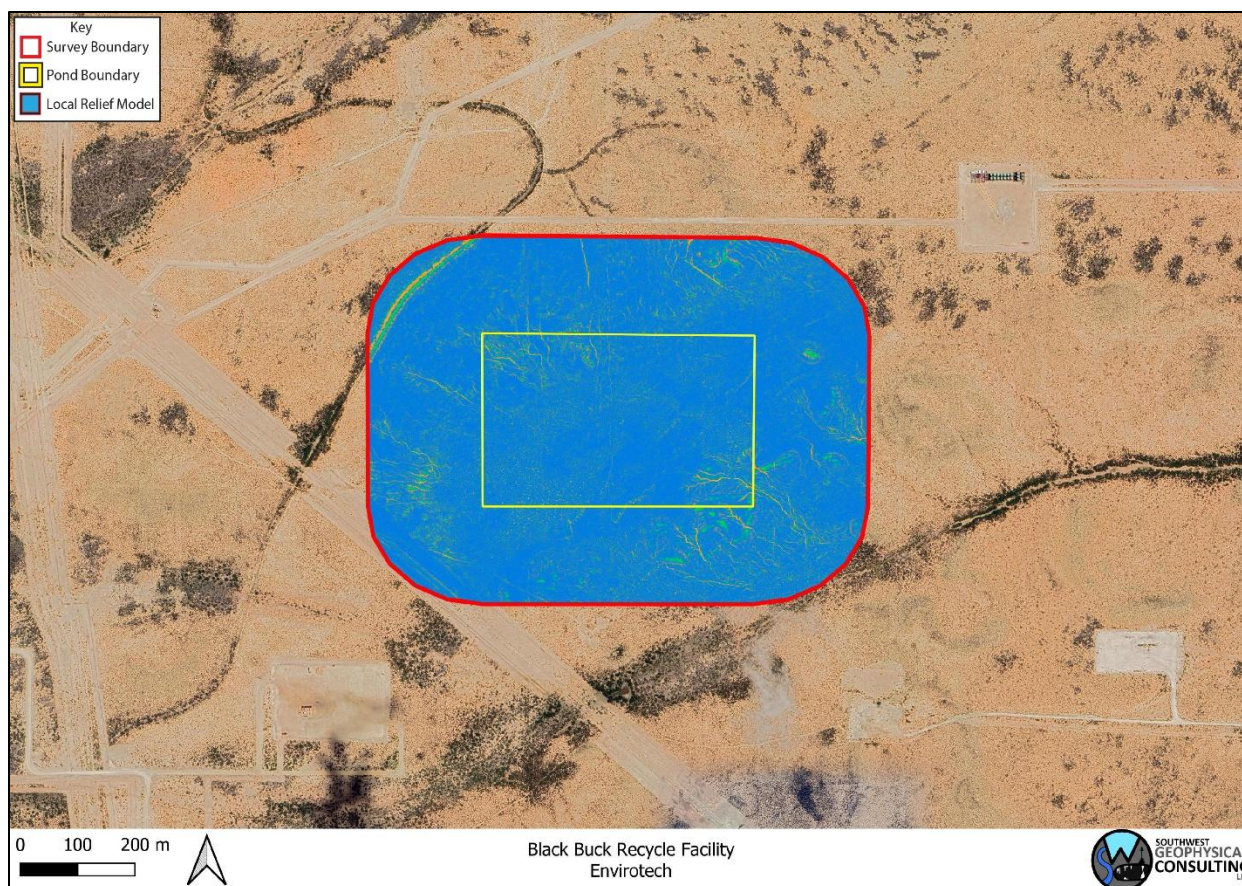 Key
Survey Boundary
Pond Boundary
Local Relief Model
0 100 200 m
Black Buck Recycle Facility
Envirotech
SOUTHWEST
GEOPHYSICAL
CONSULTING